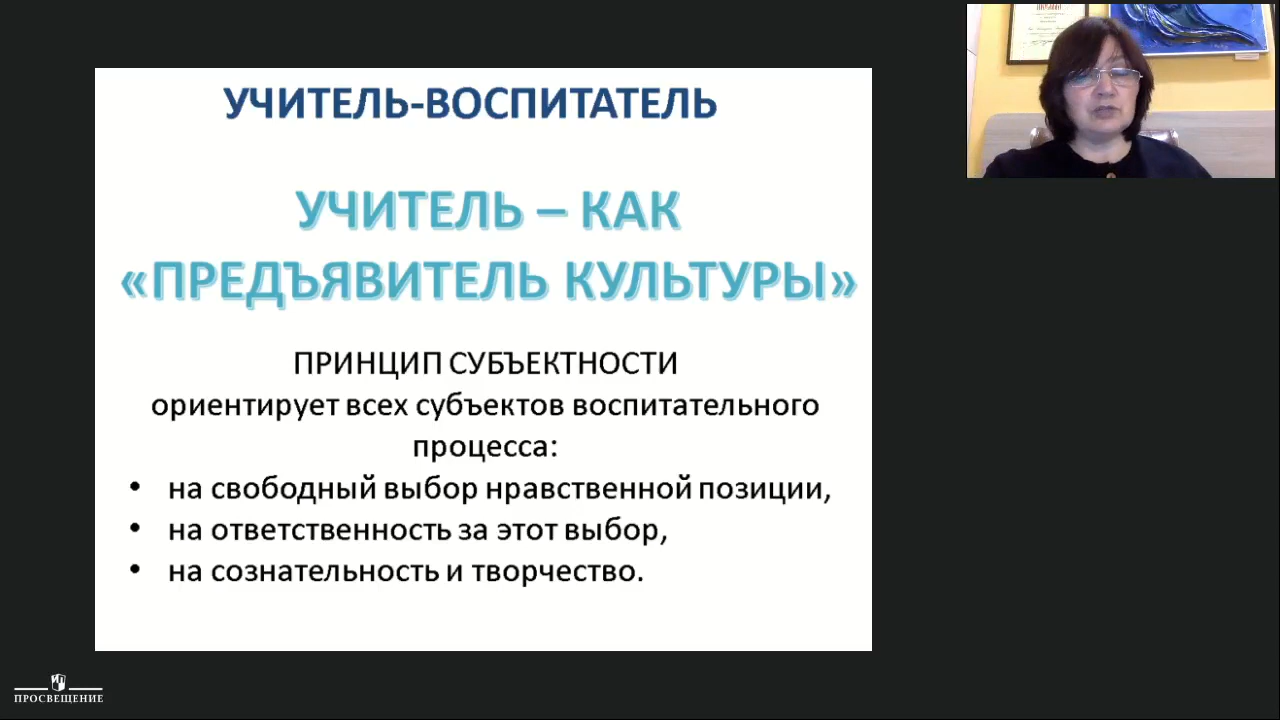 УЧИТЕЛЬ-ВОСПИТАТЕЛЬ
УЧИТЕЛЬ – КАК
«ПРЕДЪЯВИТЕЛЬ КУЛЬТУРЫ»
ПРИНЦИП СУБЪЕКТНОСТИ
ориентирует всех субъектов воспитательного
процесса:
• на свободный выбор нравственной позиции,
• на ответственность за этот выбор,
• на сознательность и творчество.
ПРОСВЕЩЕНИЕ